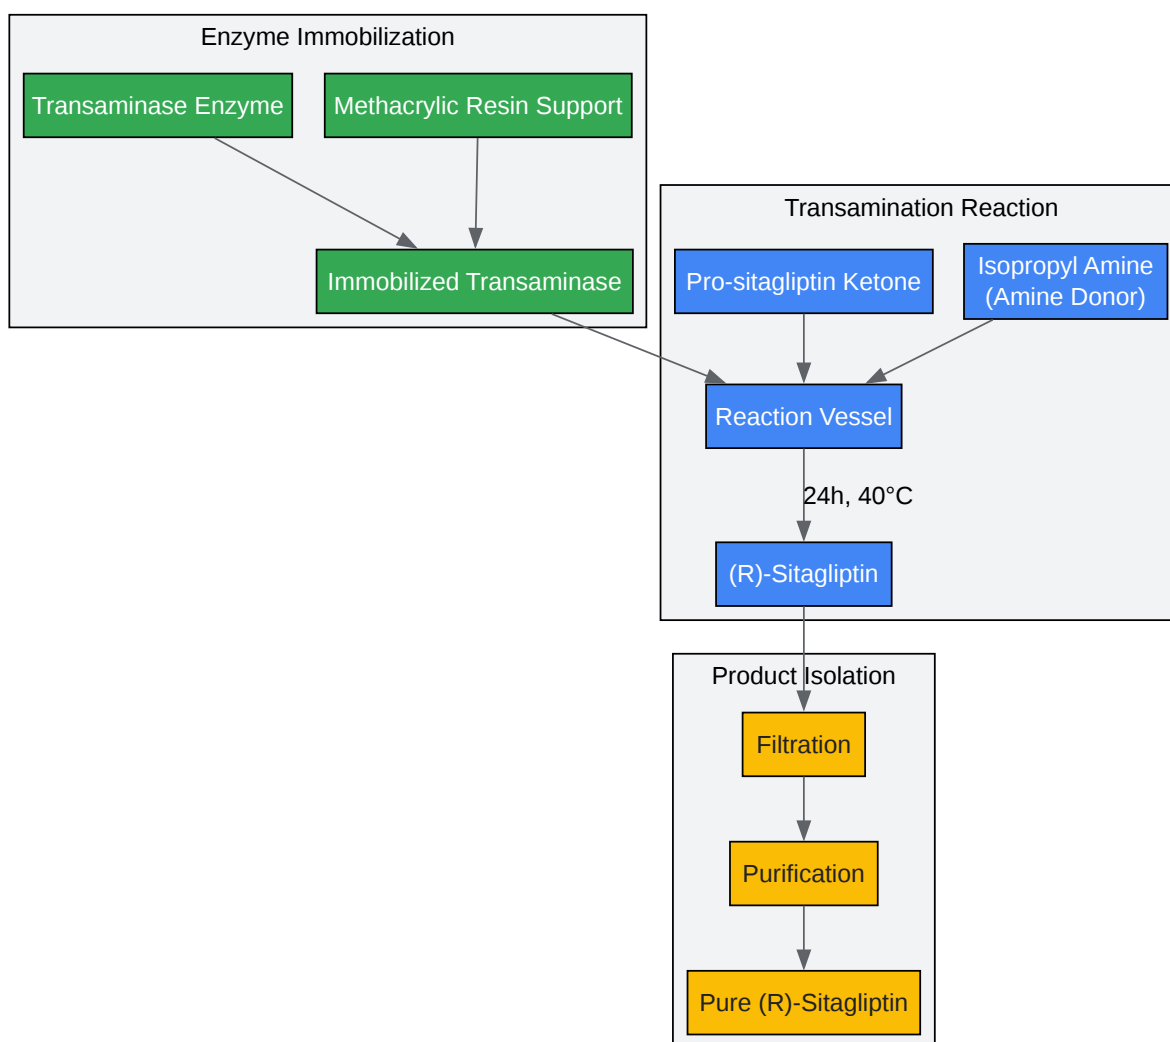 Enzyme Immobilization
Transaminase Enzyme
Methacrylic Resin Support
Immobilized Transaminase
Transamination Reaction
Pro-sitagliptin Ketone
Isopropyl Amine
(Amine Donor)
Reaction Vessel
24h, 40°C
(R)-Sitagliptin
Product Isolation
Filtration
Purification
Pure (R)-Sitagliptin